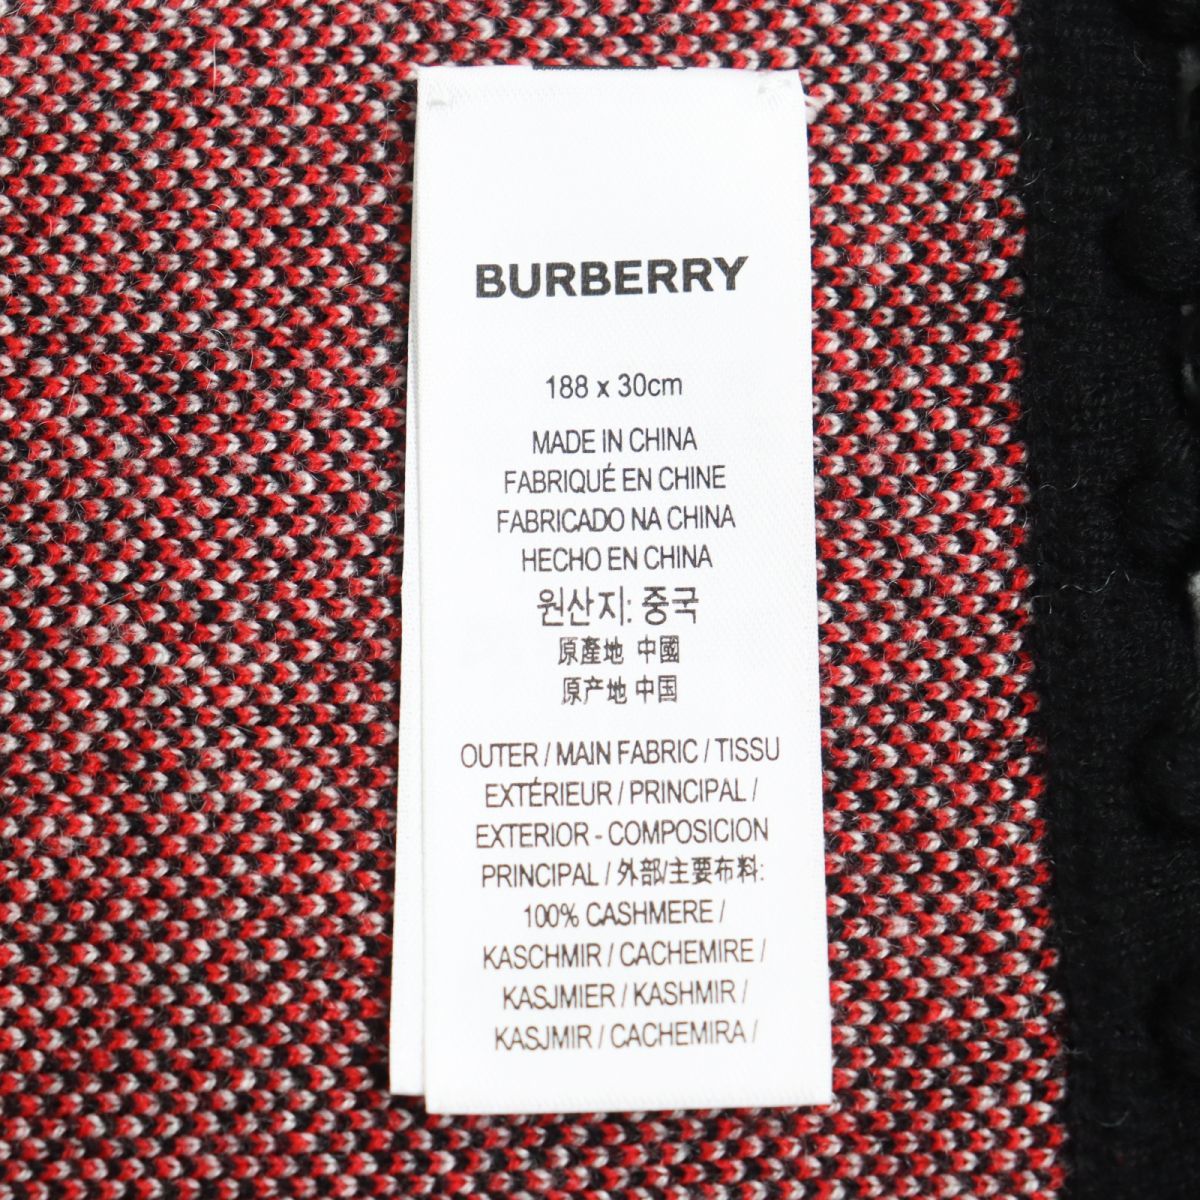 BURBERRY
188 x 30cm
MADE IN CHINA
FABRIQUÉ EN CHINE
FABRICADO NA CHINA
HECHO EN CHINA
원산지: 중국
原產地 中國
原产地 中国
OUTER / MAIN FABRIC / TISSU
EXTÉRIEUR / PRINCIPAL /
EXTERIOR - COMPOSICION
PRINCIPAL / 外部/主要布料:
100% CASHMERE /
KASCHMIR / CACHEMIRE /
KASJMIER / KASHMIR /
KASJMIR / CACHEMIRA /